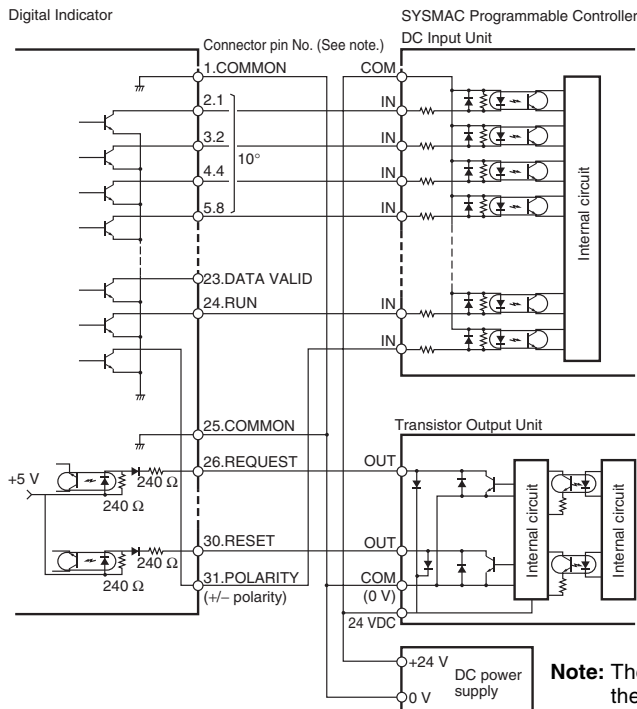 Digital Indicator
SYSMAC Programmable Controller
DC Input Unit
Connector pin No. (See note.)
1.COMMON
COM
2.1
IN
3.2
IN
10°
4.4
IN
5.8
IN
Internal circuit
23.DATA VALID
24.RUN
IN
IN
25.COMMON
Transistor Output Unit
26.REQUEST
OUT
+5 V
240 Ω
240 Ω
Internal circuit
Internal circuit
30.RESET
OUT
240 Ω
240 Ω
31.POLARITY
(+/− polarity)
COM
(0 V)
24 VDC
+24 V
DC power
supply
0 V
Note: The
the